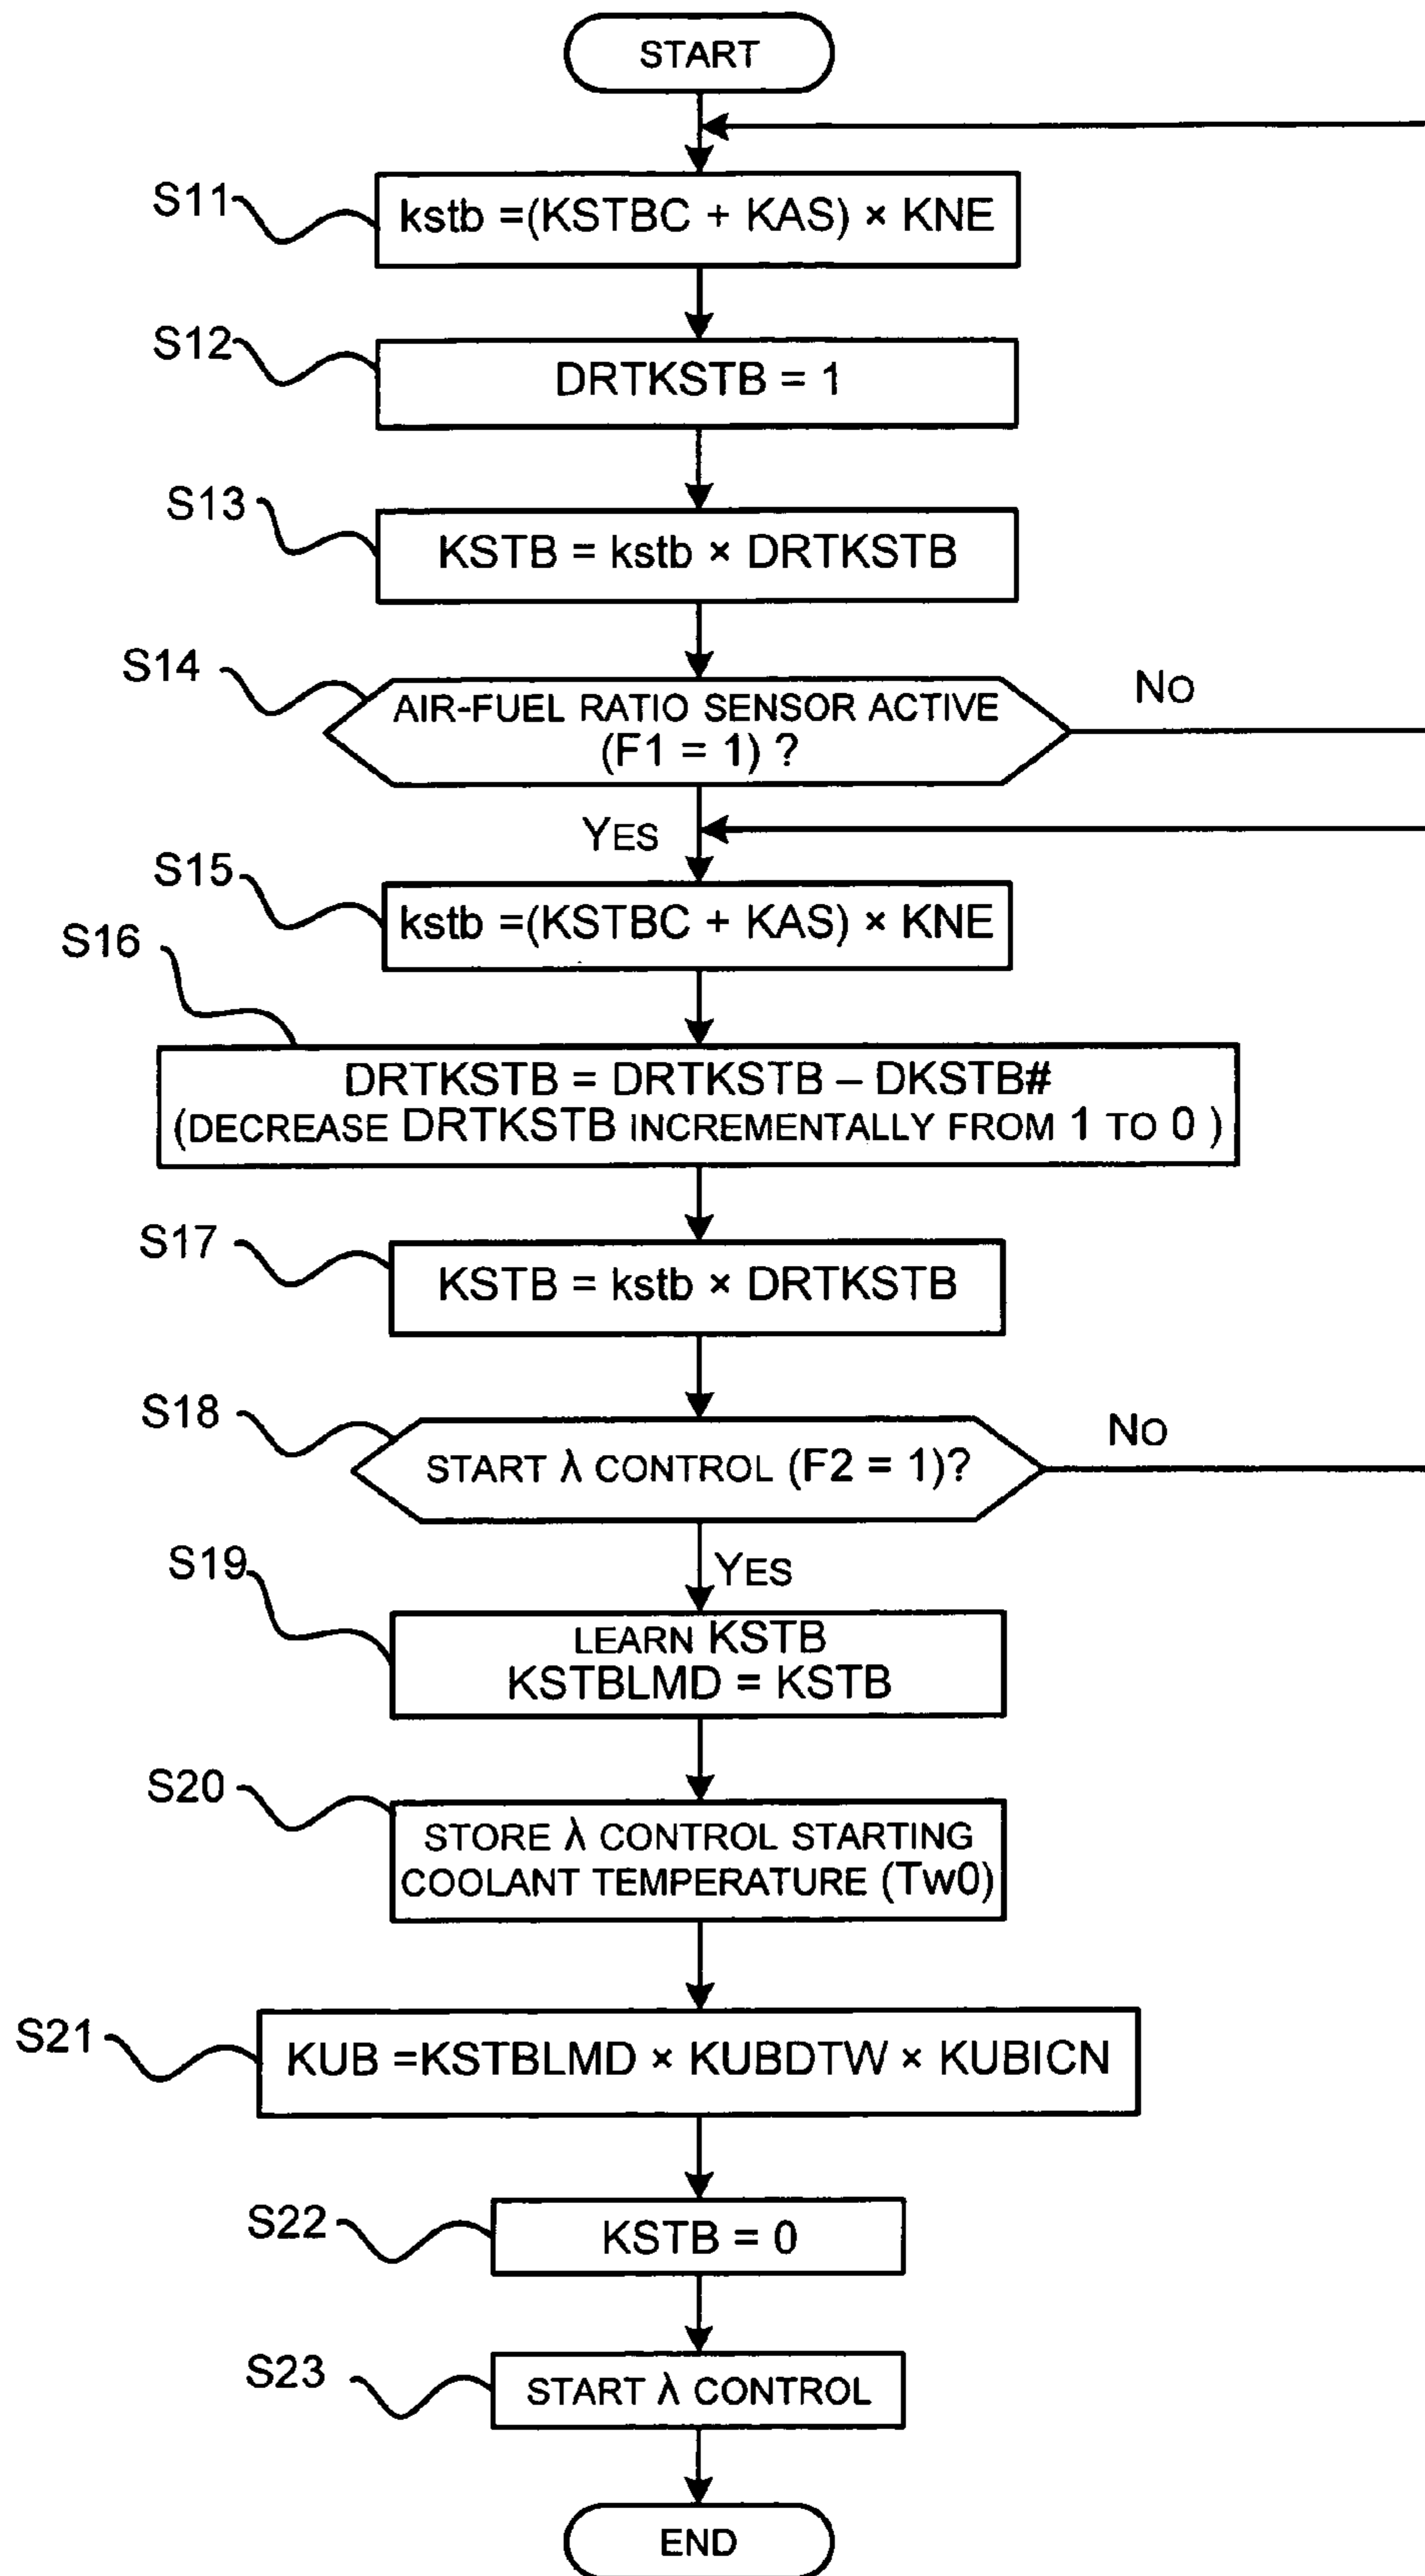 START
S11
kstb =(KSTBC + KAS) × KNE
S12
DRTKSTB = 1
S13
KSTB = kstb × DRTKSTB
S14
AIR-FUEL RATIO SENSOR ACTIVE
(F1 = 1) ?
NO
YES
S15
kstb =(KSTBC + KAS) × KNE
S16
DRTKSTB = DRTKSTB – DKSTB#
(DECREASE DRTKSTB INCREMENTALLY FROM 1 TO 0 )
S17
KSTB = kstb × DRTKSTB
S18
START λ CONTROL (F2 = 1)?
NO
YES
S19
LEARN KSTB
KSTBLMD = KSTB
S20
STORE λ CONTROL STARTING
COOLANT TEMPERATURE (Tw0)
S21
KUB =KSTBLMD × KUBDTW × KUBICN
S22
KSTB = 0
S23
START λ CONTROL
END